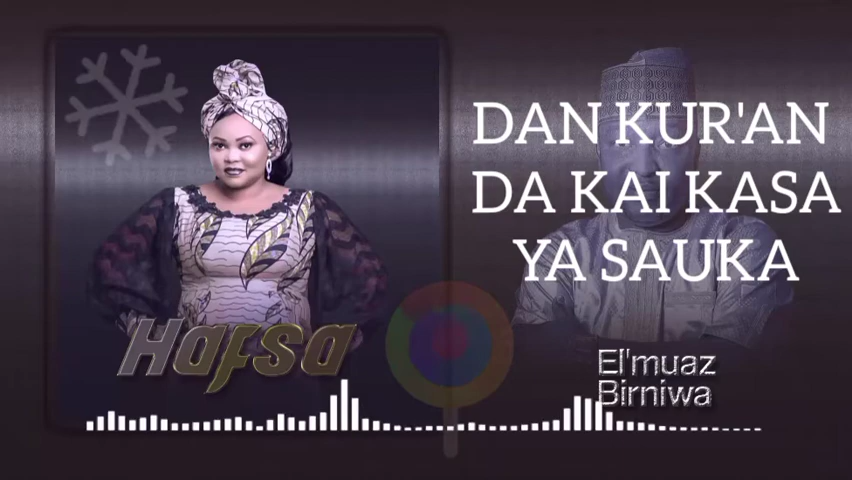 DAN KUR'AN
DA KAI KASA
YA SAUKA
Hafsa
El'muaz
Birniwa